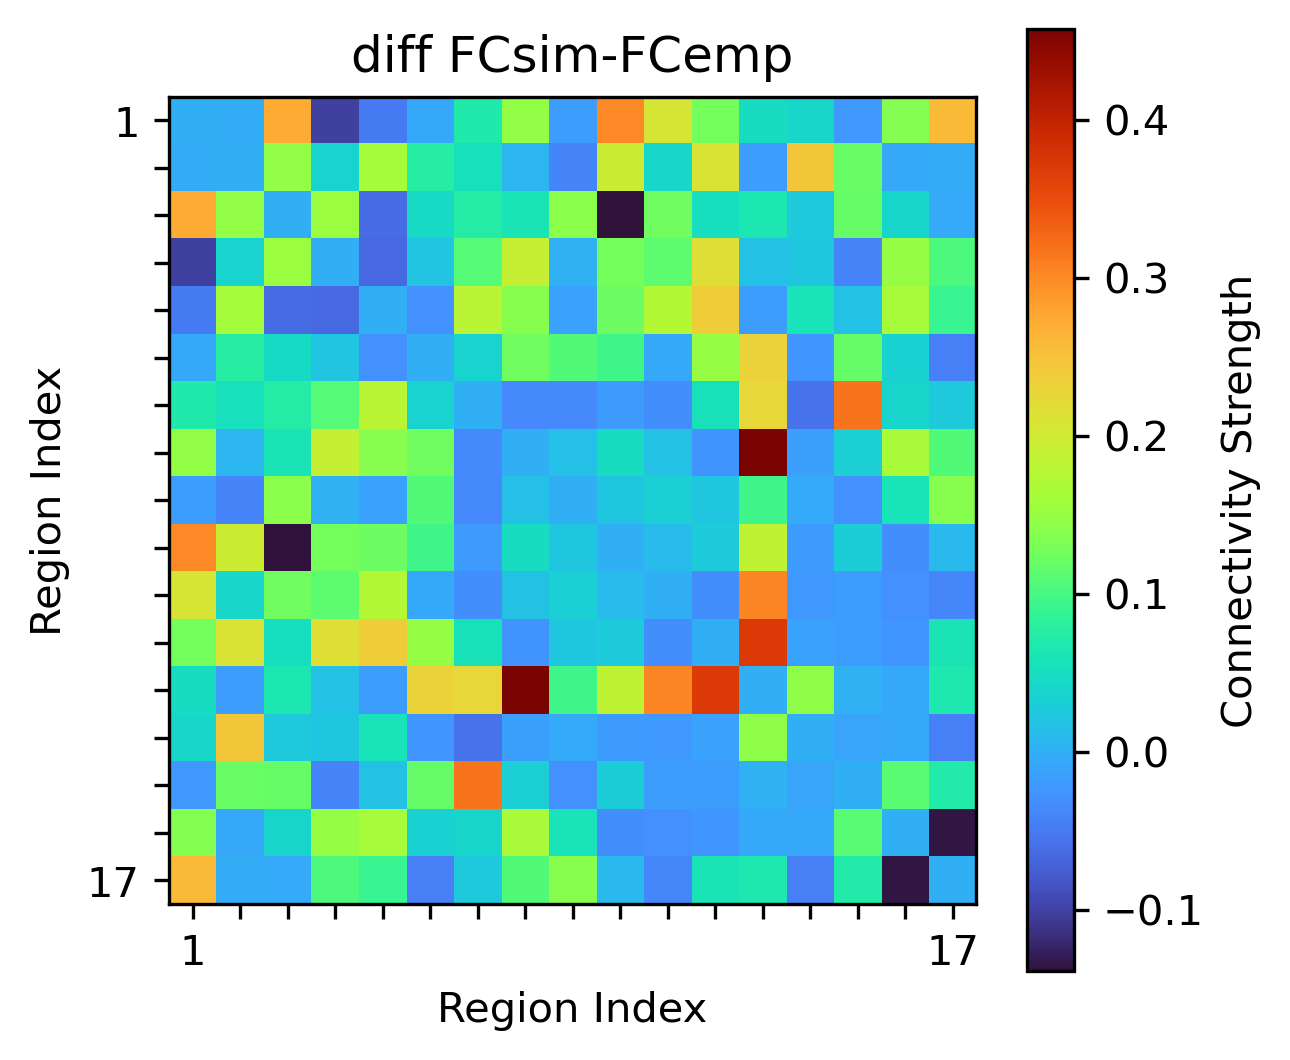 diff FCsim-FCemp
1
17
Region Index
1
17
Region Index
0.4
0.3
0.2
0.1
0.0
−0.1
Connectivity Strength